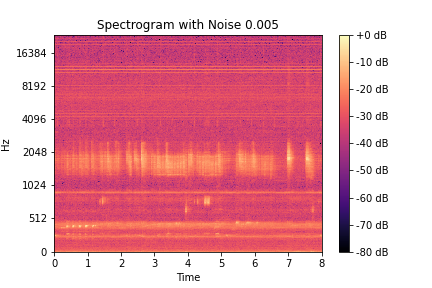 Spectrogram with Noise 0.005
16384
8192
4096
2048
1024
512
0
Hz
0 1 2 3 4 5 6 7 8
Time
+0 dB
-10 dB
-20 dB
-30 dB
-40 dB
-50 dB
-60 dB
-70 dB
-80 dB